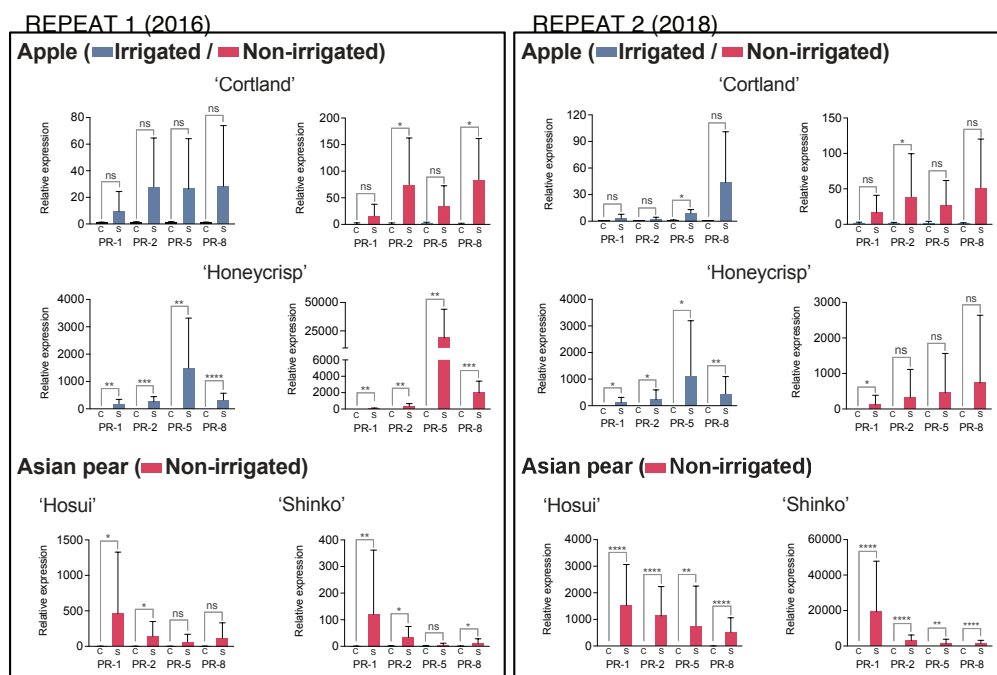 REPEAT 1 (2016)
Apple (Irrigated / Non-irrigated)
'Cortland'
Relative expression
80
60
40
20
0
ns
ns
ns
ns
C S C S C S C S
PR-1 PR-2 PR-5 PR-8
200
150
100
50
0
ns
*
ns
*
C S C S C S C S
PR-1 PR-2 PR-5 PR-8
'Honeycrisp'
Relative expression
4000
3000
2000
1000
0
**
***
**
****
C S C S C S C S
PR-1 PR-2 PR-5 PR-8
50000
25000
6000
4000
2000
0
**
**
**
***
C S C S C S C S
PR-1 PR-2 PR-5 PR-8
Asian pear (Non-irrigated)
'Hosui'
Relative expression
1500
1000
500
0
*
*
ns
ns
C S C S C S C S
PR-1 PR-2 PR-5 PR-8
'Shinko'
Relative expression
400
300
200
100
0
**
*
ns
*
C S C S C S C S
PR-1 PR-2 PR-5 PR-8
REPEAT 2 (2018)
Apple (Irrigated / Non-irrigated)
'Cortland'
Relative expression
120
90
60
30
0
ns
ns
*
ns
C S C S C S C S
PR-1 PR-2 PR-5 PR-8
Relative expression
150
100
50
0
ns
*
ns
ns
C S C S C S C S
PR-1 PR-2 PR-5 PR-8
'Honeycrisp'
Relative expression
4000
3000
2000
1000
0
*
*
*
**
C S C S C S C S
PR-1 PR-2 PR-5 PR-8
Relative expression
3000
2000
1000
0
*
ns
ns
ns
C S C S C S C S
PR-1 PR-2 PR-5 PR-8
Asian pear (Non-irrigated)
'Hosui'
Relative expression
4000
3000
2000
1000
0
****
****
**
****
C S C S C S C S
PR-1 PR-2 PR-5 PR-8
'Shinko'
Relative expression
60000
40000
20000
0
****
****
**
****
C S C S C S C S
PR-1 PR-2 PR-5 PR-8